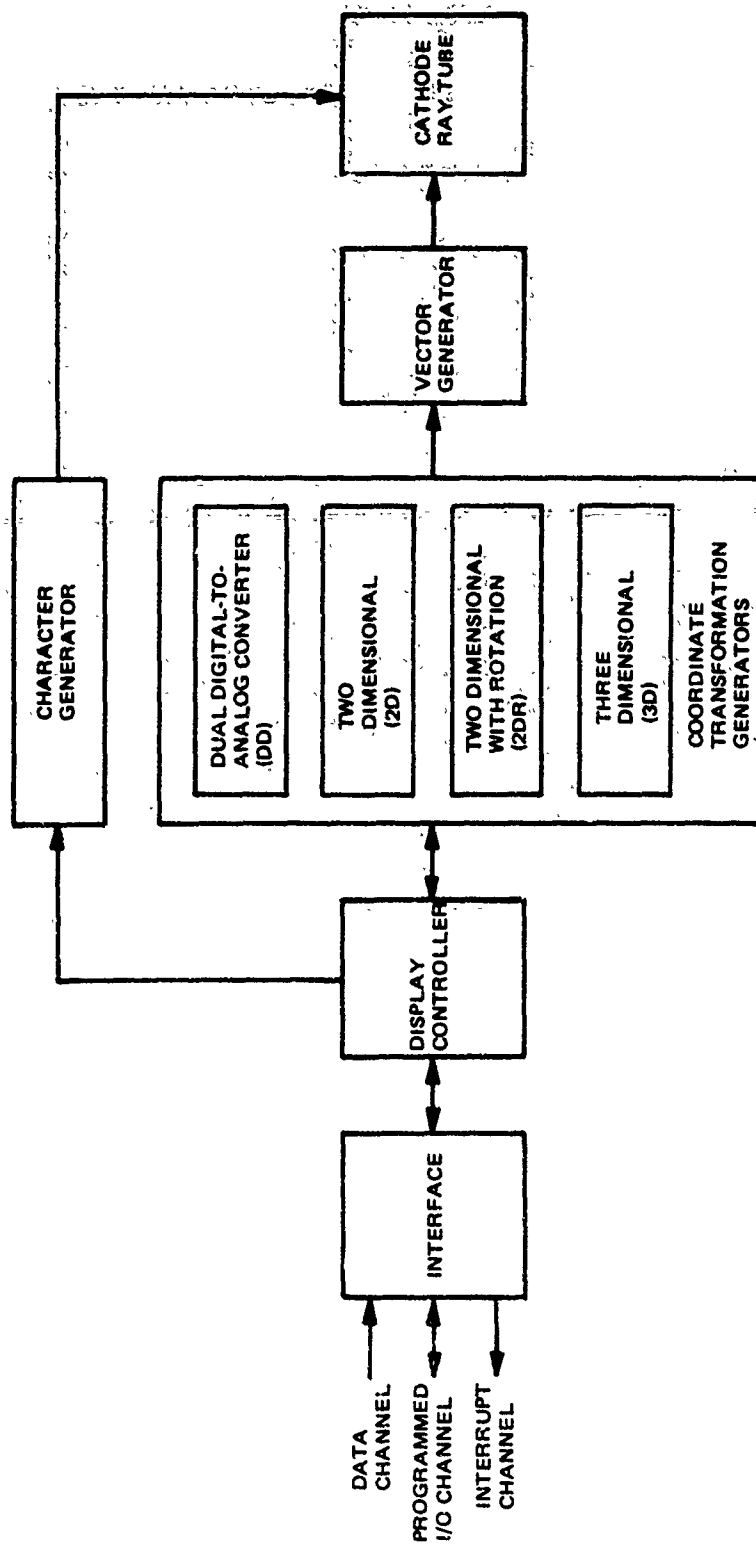 DATA
CHANNEL
PROGRAMMED
I/C CHANNEL
INTERRUPT
CHANNEL
INTERFACE
DISPLAY
CONTROLLER
CHARACTER
GENERATOR
DUAL DIGITAL-TO-
ANALOG CONVERTER
(DD)
TWO
DIMENSIONAL
(2D)
TWO DIMENSIONAL
WITH ROTATION
(2DR)
THREE
DIMENSIONAL
(3D)
COORDINATE
TRANSFORMATION
GENERATORS
VECTOR
GENERATOR
CATHODE
RAY TUBE